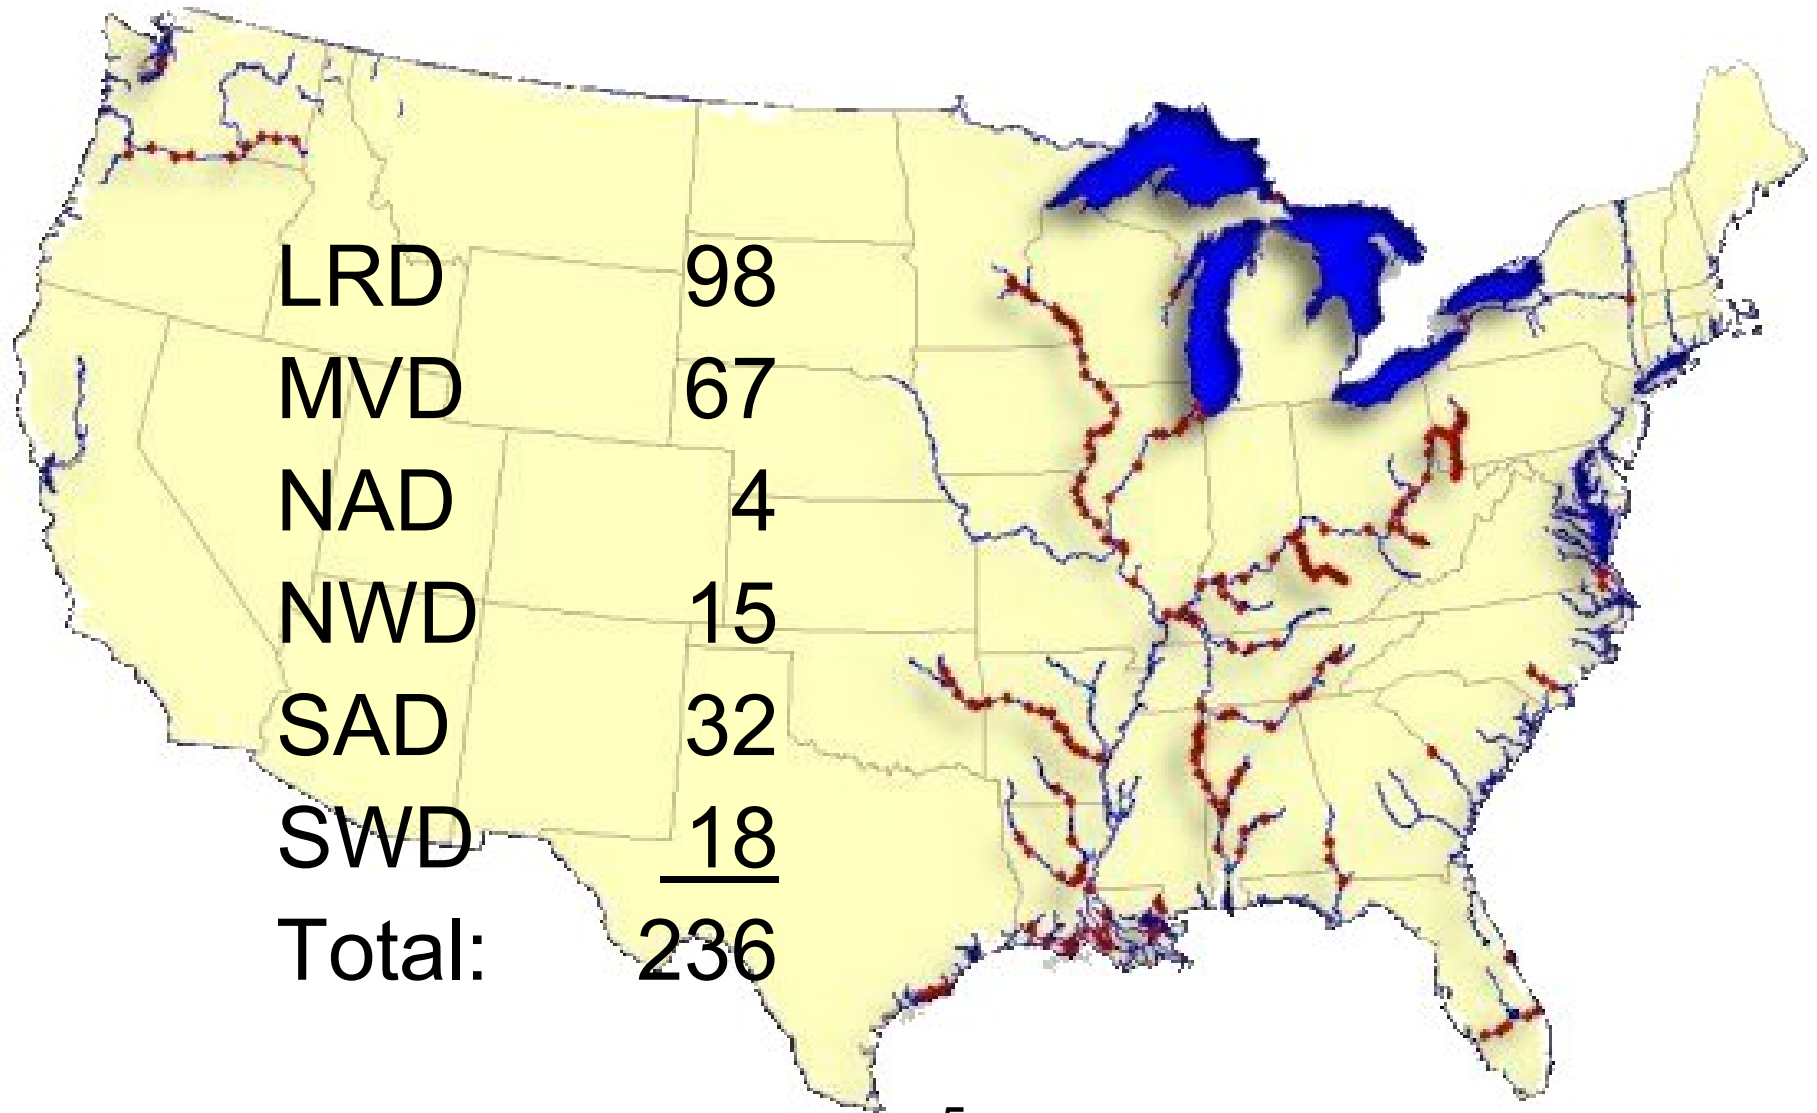 LRD 98
MVD 67
NAD 4
NWD 15
SAD 32
SWD 18
Total: 236